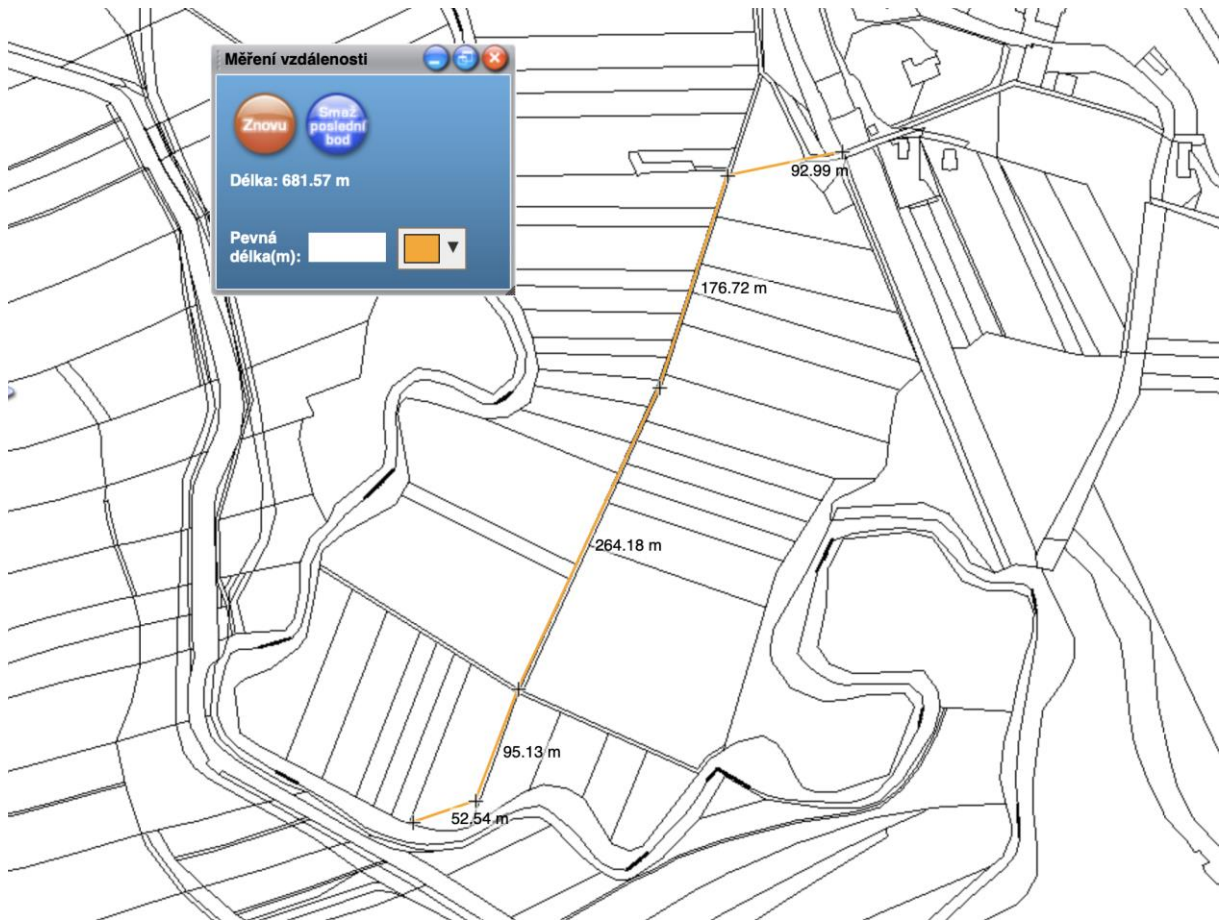 Měření vzdálenosti
Znovu
Smaž
poslední
bod
Délka: 681.57 m
Pevná
délka(m):
92.99 m
176.72 m
264.18 m
95.13 m
52.54 m